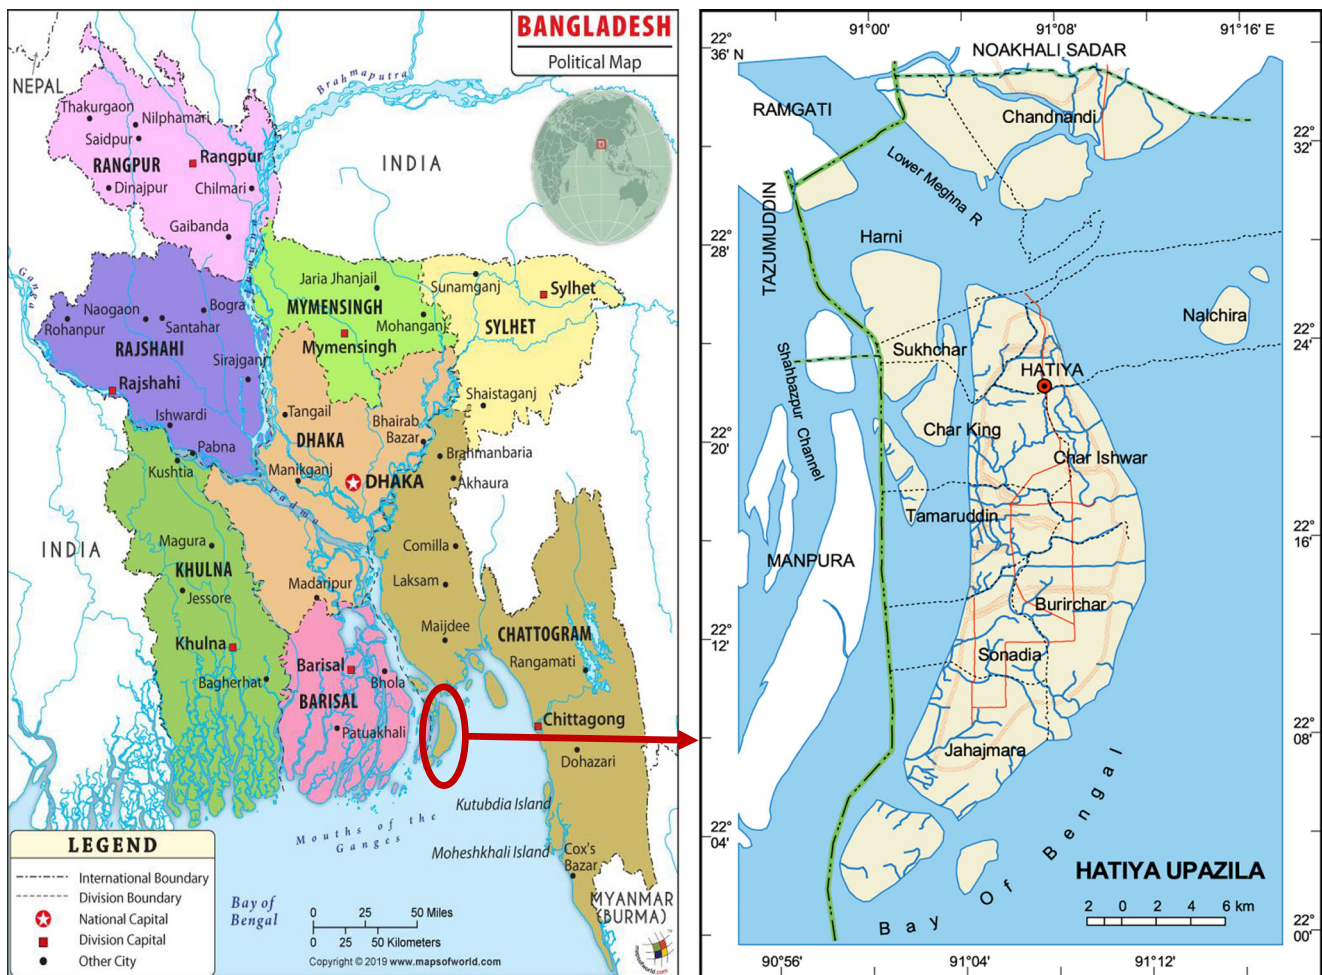 BANGLADESH
Political Map
NEPAL
Brahmaputra
INDIA
Thakurgaon
Nilphamari
Saidpur
RANGPUR
Rangpur
Dinajpur
Chilmari
Gaibanda
Ganga
Jaria Jhanjail
Sunamganj
Sylhet
MYMENSINGH
Mohanganj
SYLHET
Mymensingh
Naogaon
Bogra
Rohanpur
Santahar
RAJSHAHI
Sirajganj
Rajshahi
Shaistaganj
Ishwardi
Tangail
Bhairab
Bazar
DHAKA
Pabna
Kushtia
Manikganj
Brahmanbaria
DHAKA
Akhaura
Padma
INDIA
Magura
KHULNA
Comilla
Jessore
Madaripur
Laksam
Khulna
Maijdee
CHATTOGRAM
Rangamati
Barisal
Bagherhat
Bhola
BARISAL
Patuakhali
Chittagong
Dohazari
Kutubdia Island
Mouths of the
Ganges
Moheshkhali Island
Cox's
Bazar
MYANMAR
(BURMA)
Bay of
Bengal
LEGEND
International Boundary
Division Boundary
National Capital
Division Capital
Other City
0 25 50 Miles
0 25 50 Kilometers
Copyright © 2019 www.mapsofworld.com
mapsofworld.com
91°00'
91°08'
91°16' E
22°
36' N
22°
32'
22°
28'
22°
24'
22°
20'
22°
16'
22°
12'
22°
08'
22°
04'
22°
00'
90°56'
91°04'
91°12'
NOAKHALI SADAR
RAMGATI
Chandnandi
Lower Meghna R
TAZUMUDDIN
Harni
Nalchira
Sukhchar
HATIYA
Shahbazpur Channel
Char King
Char Ishwar
Tamaruddin
MANPURA
Burirchar
Sonadia
Jahajmara
Bay Of Bengal
HATIYA UPAZILA
2 0 2 4 6 km